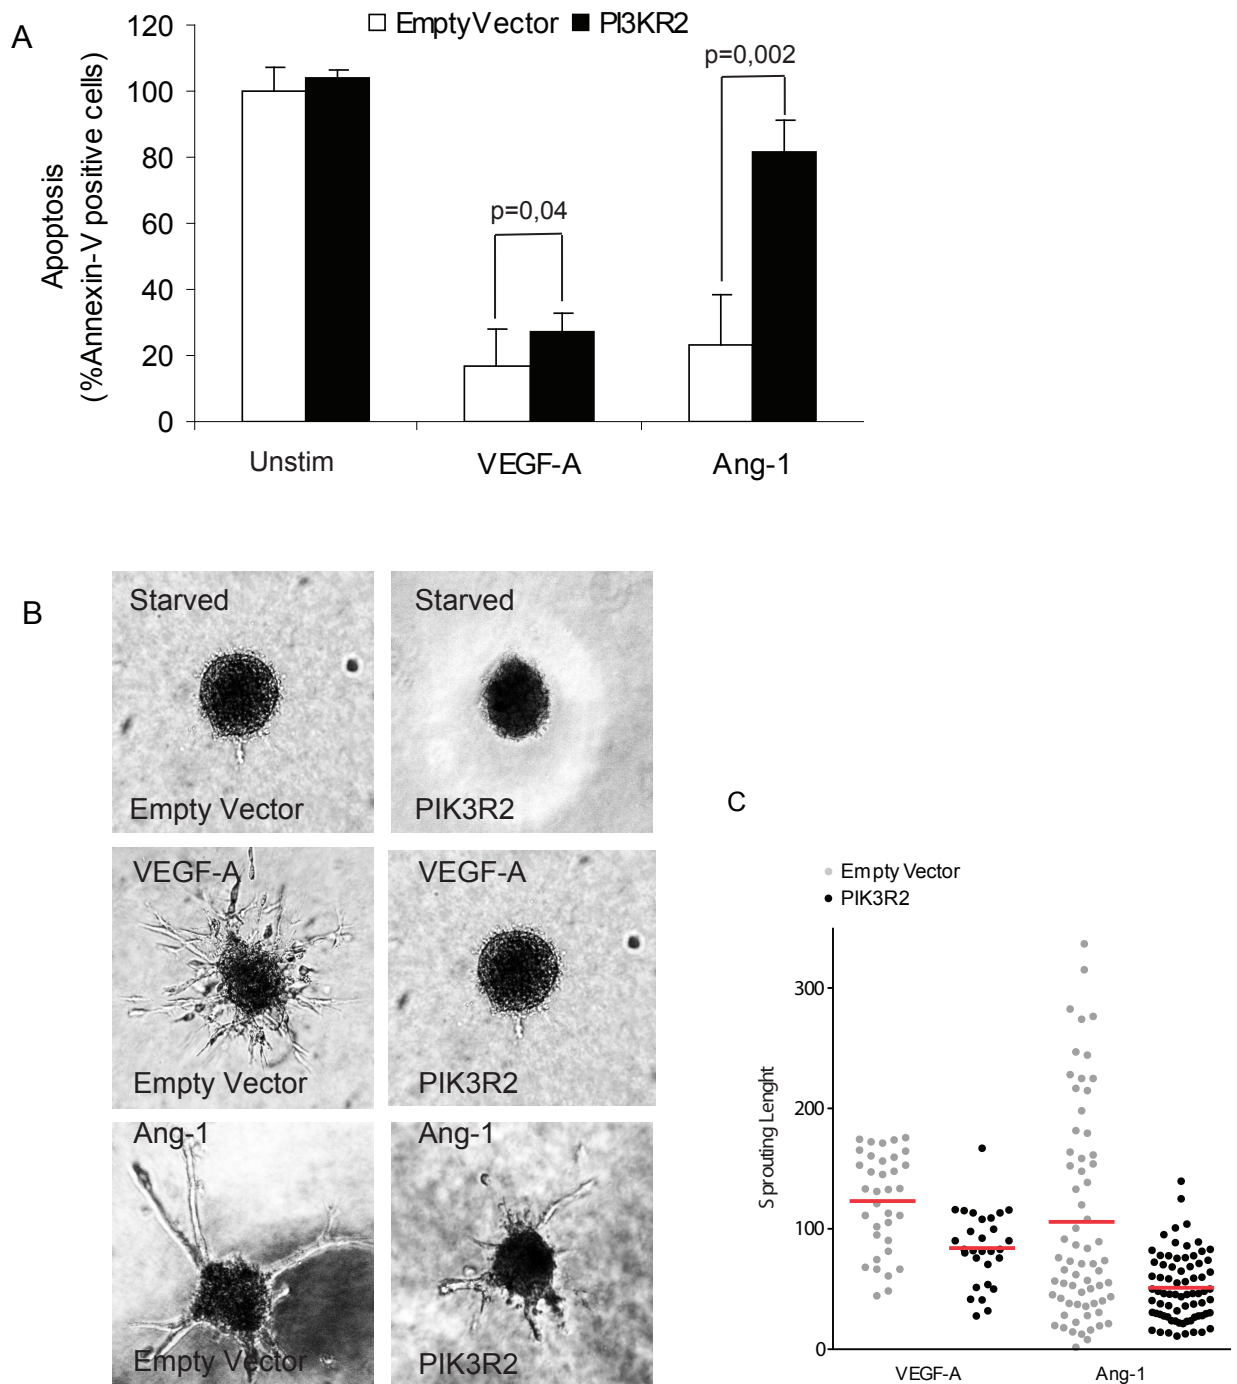 A
Empty Vector PI3KR2
120
100
80
60
40
20
0
Apoptosis
(%Annexin-V positive cells)
p=0,04
p=0,002
Unstim VEGF-A Ang-1
B
Starved
Empty Vector
Starved
PIK3R2
VEGF-A
Empty Vector
VEGF-A
PIK3R2
Ang-1
Empty Vector
Ang-1
PIK3R2
C
Empty Vector
PIK3R2
300
200
100
0
Sprouting Lenght
VEGF-A Ang-1